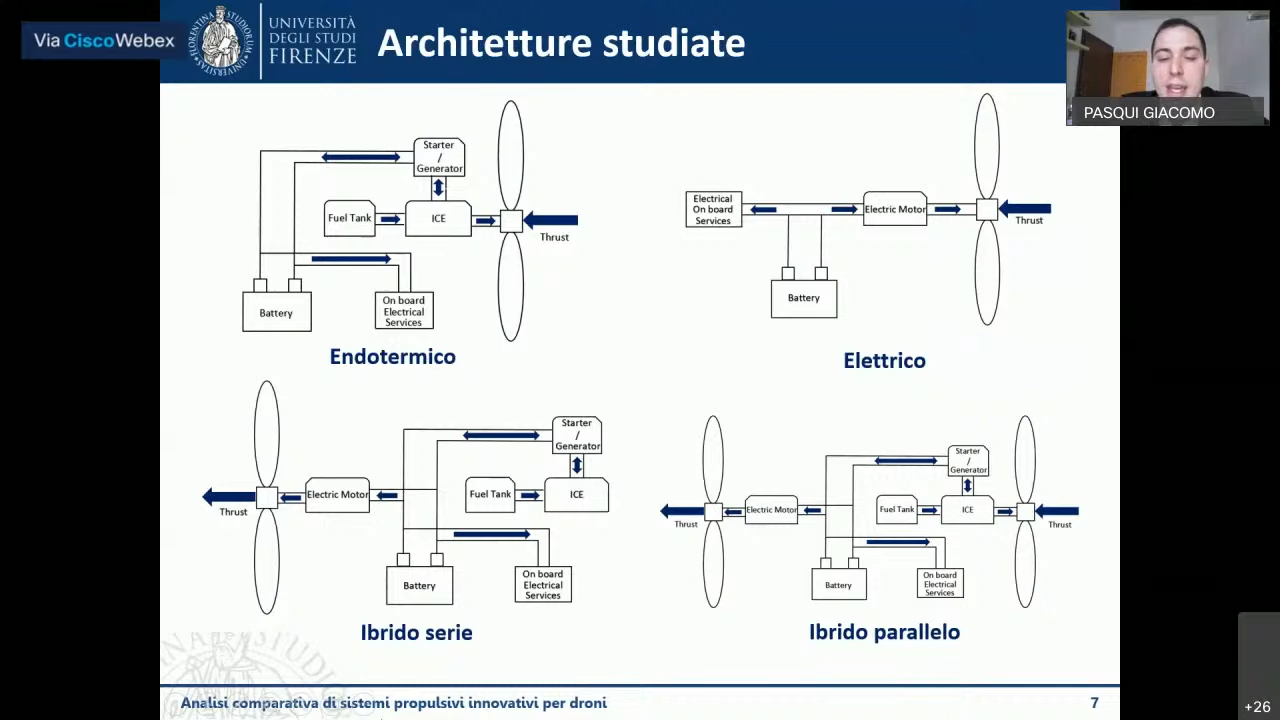 Via CiscoWebex
UNIVERSITÀ
DEGLI STUDI
FIRENZE
Architetture studiate
PASQUI GIACOMO
Starter
/
Generator
Fuel Tank
ICE
Thrust
Battery
On board
Electrical
Services
Endotermico
Electrical
On board
Services
Electric Motor
Thrust
Battery
Elettrico
Starter
/
Generator
Thrust
Electric Motor
Fuel Tank
ICE
Battery
On board
Electrical
Services
Ibrido serie
Starter
/
Generator
Thrust
Electric Motor
Fuel Tank
ICE
Thrust
Battery
On board
Electrical
Services
Ibrido parallelo
Analisi comparativa di sistemi propulsivi innovativi per droni
7
+26